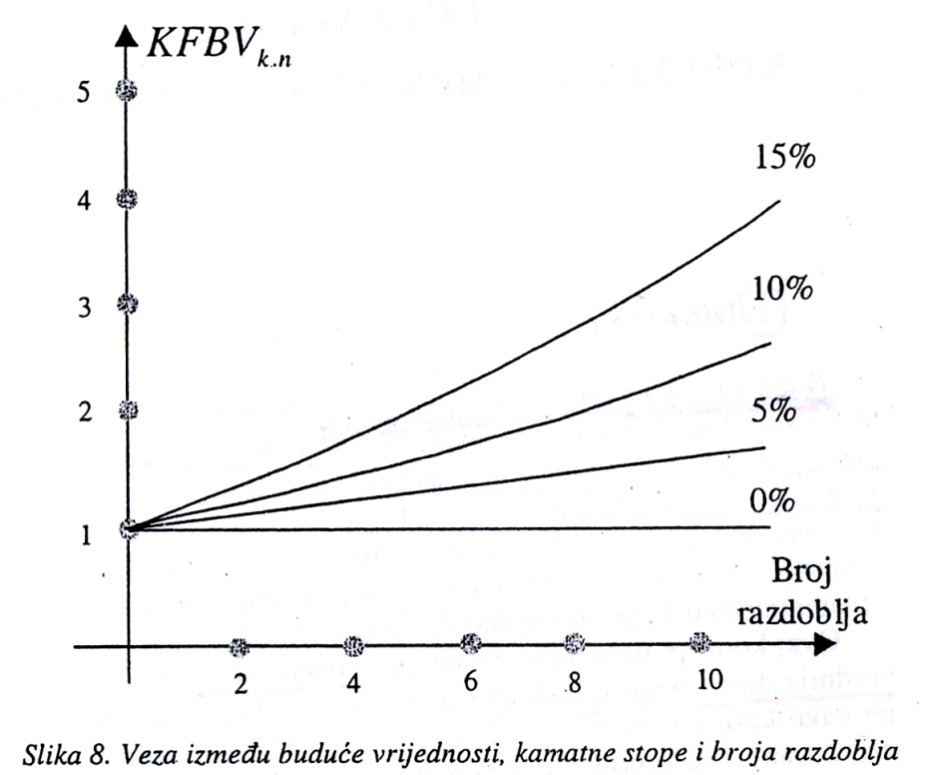 KFBVk.n
5
15%
4
10%
3
5%
2
0%
1
Broj
razdoblja
2 4 6 8 10
Slika 8. Veza između buduće vrijednosti, kamatne stope i broja razdoblja